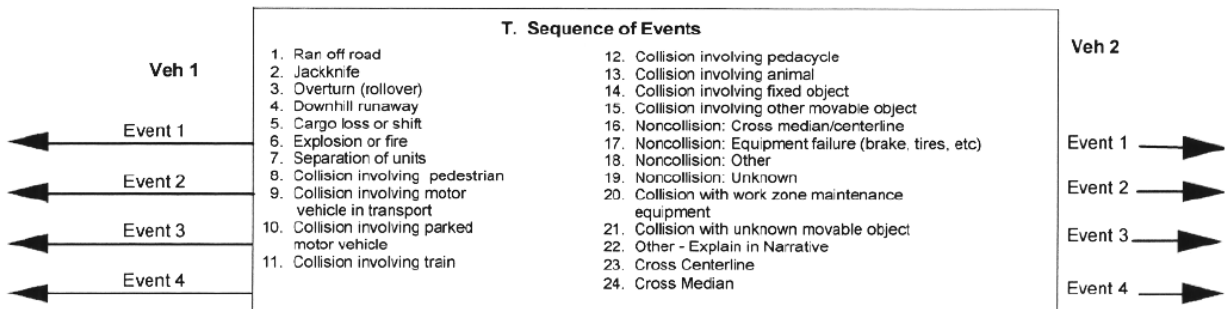 T. Sequence of Events
Veh 1
Event 1
Event 2
Event 3
Event 4
1. Ran off road
2. Jackknife
3. Overturn (rollover)
4. Downhill runaway
5. Cargo loss or shift
6. Explosion or fire
7. Separation of units
8. Collision involving pedestrian
9. Collision involving motor
vehicle in transport
10. Collision involving parked
motor vehicle
11. Collision involving train
12. Collision involving pedacycle
13. Collision involving animal
14. Collision involving fixed object
15. Collision involving other movable object
16. Noncollision: Cross median/centerline
17. Noncollision: Equipment failure (brake, tires, etc)
18. Noncollision: Other
19. Noncollision: Unknown
20. Collision with work zone maintenance
equipment
21. Collision with unknown movable object
22. Other - Explain in Narrative
23. Cross Centerline
24. Cross Median
Veh 2
Event 1
Event 2
Event 3
Event 4